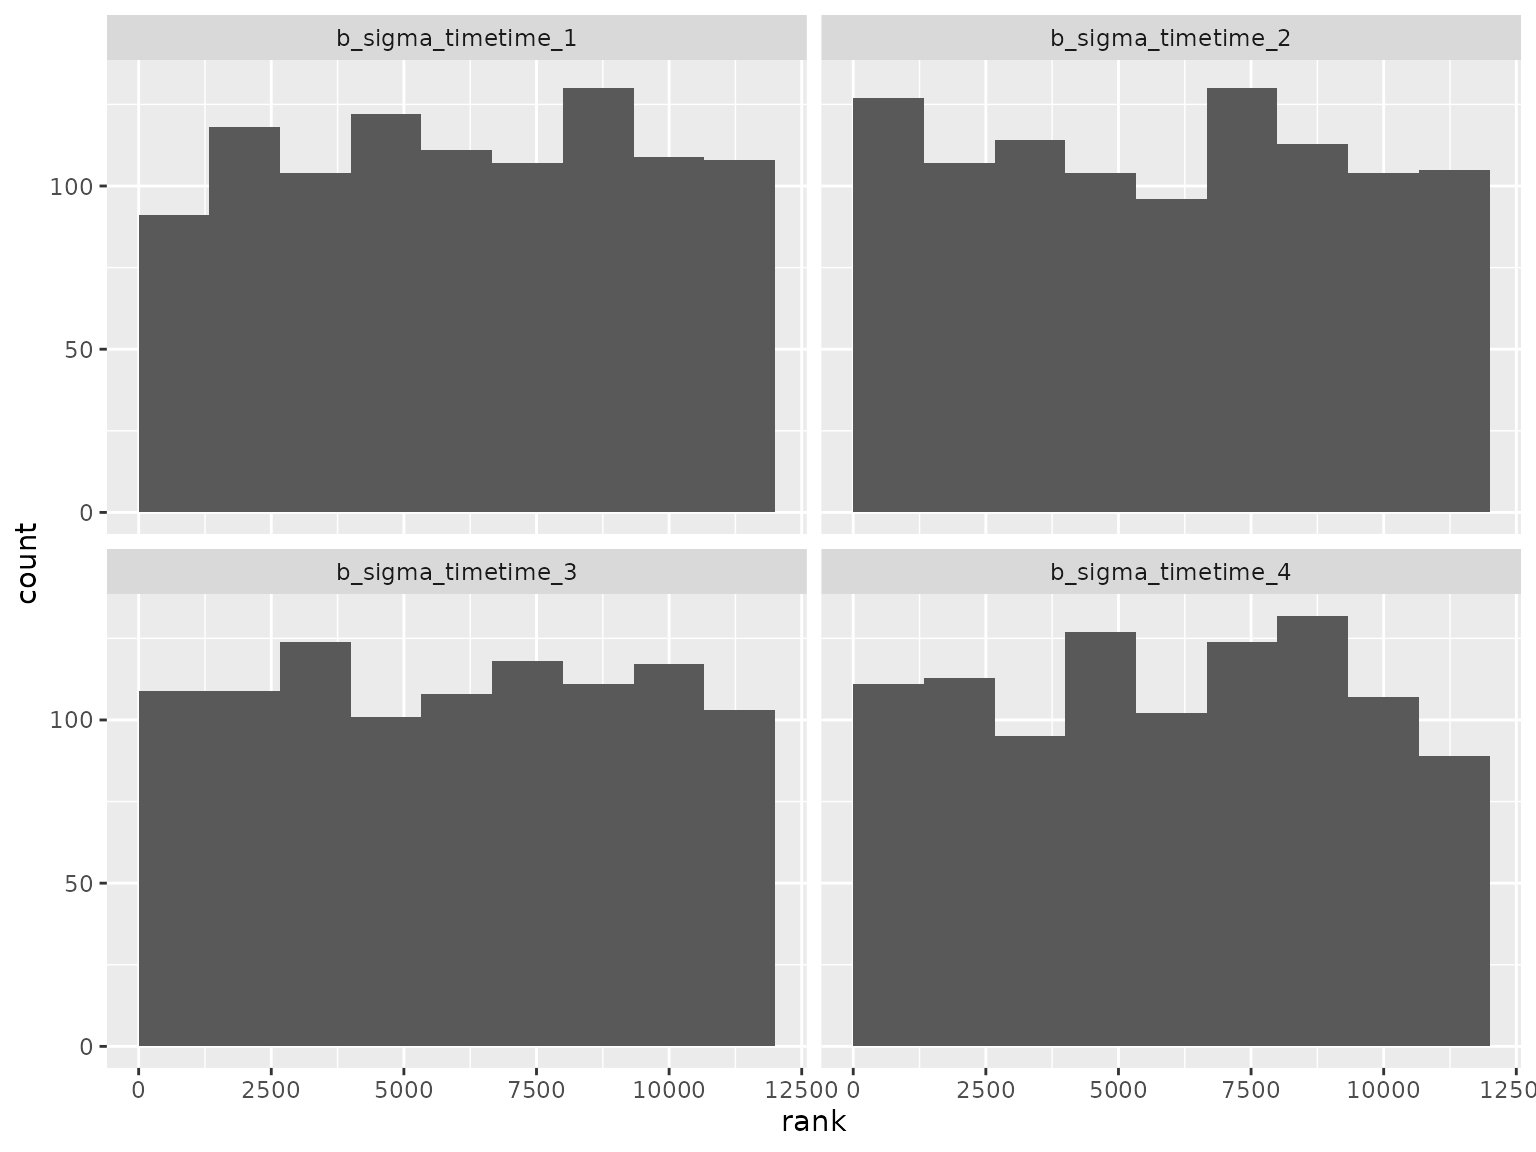 b_sigma_timetime_1
b_sigma_timetime_2
100
50
0
b_sigma_timetime_3
b_sigma_timetime_4
100
50
0
0 2500 5000 7500 10000 12500
0 2500 5000 7500 10000 1250
rank
count